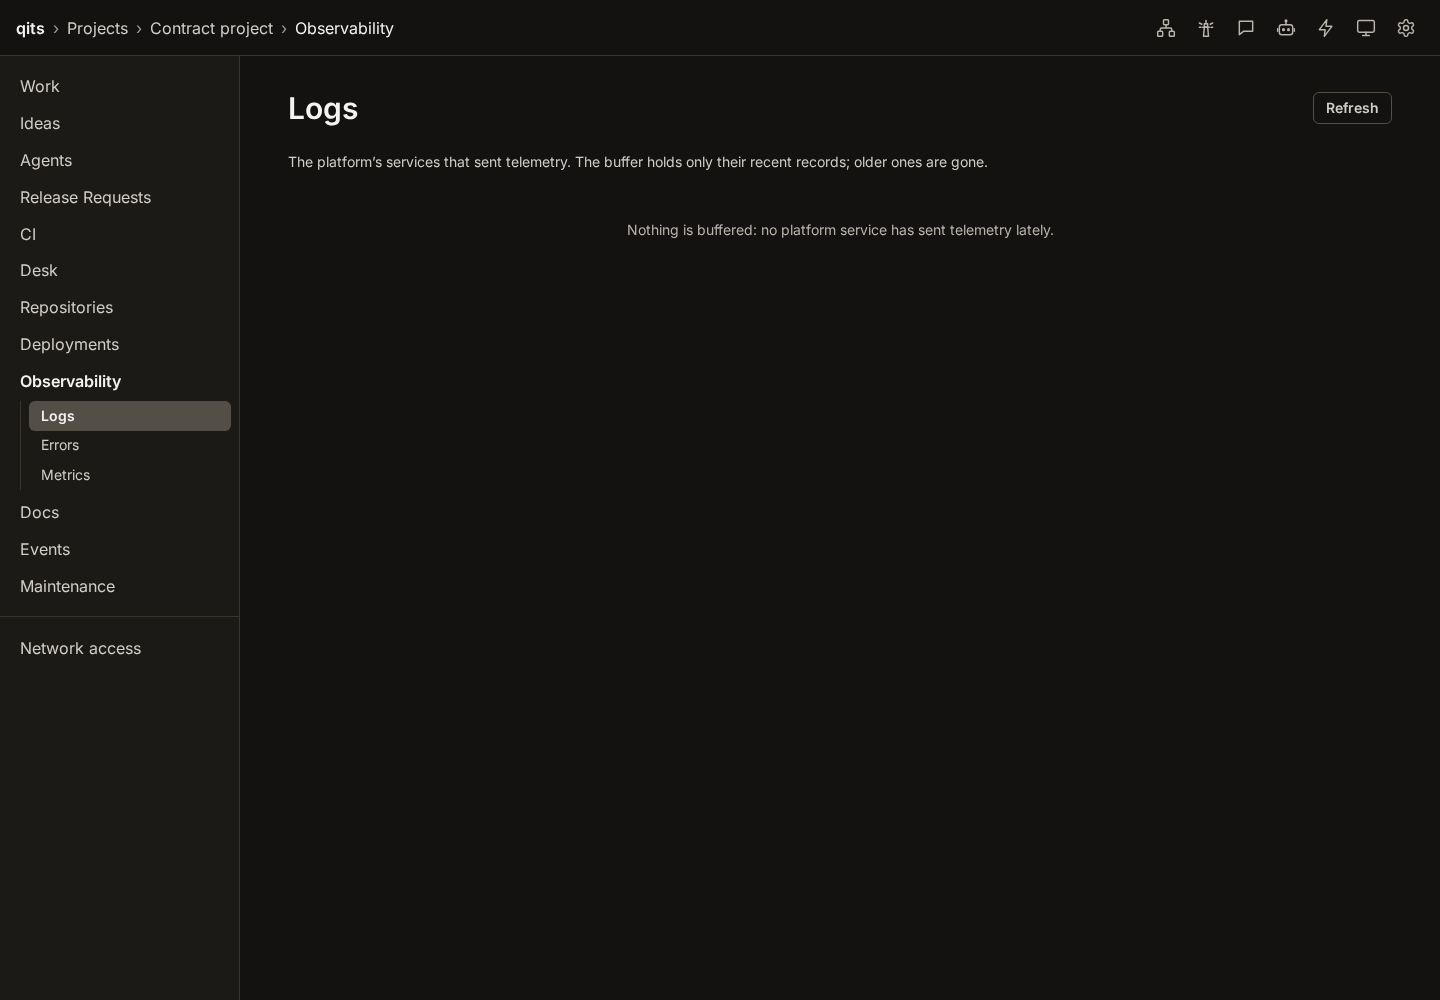 qits › Projects › Contract project › Observability
Work
Ideas
Agents
Release Requests
CI
Desk
Repositories
Deployments
Observability
Logs
Errors
Metrics
Docs
Events
Maintenance
Network access
Logs
Refresh
The platform’s services that sent telemetry. The buffer holds only their recent records; older ones are gone.
Nothing is buffered: no platform service has sent telemetry lately.